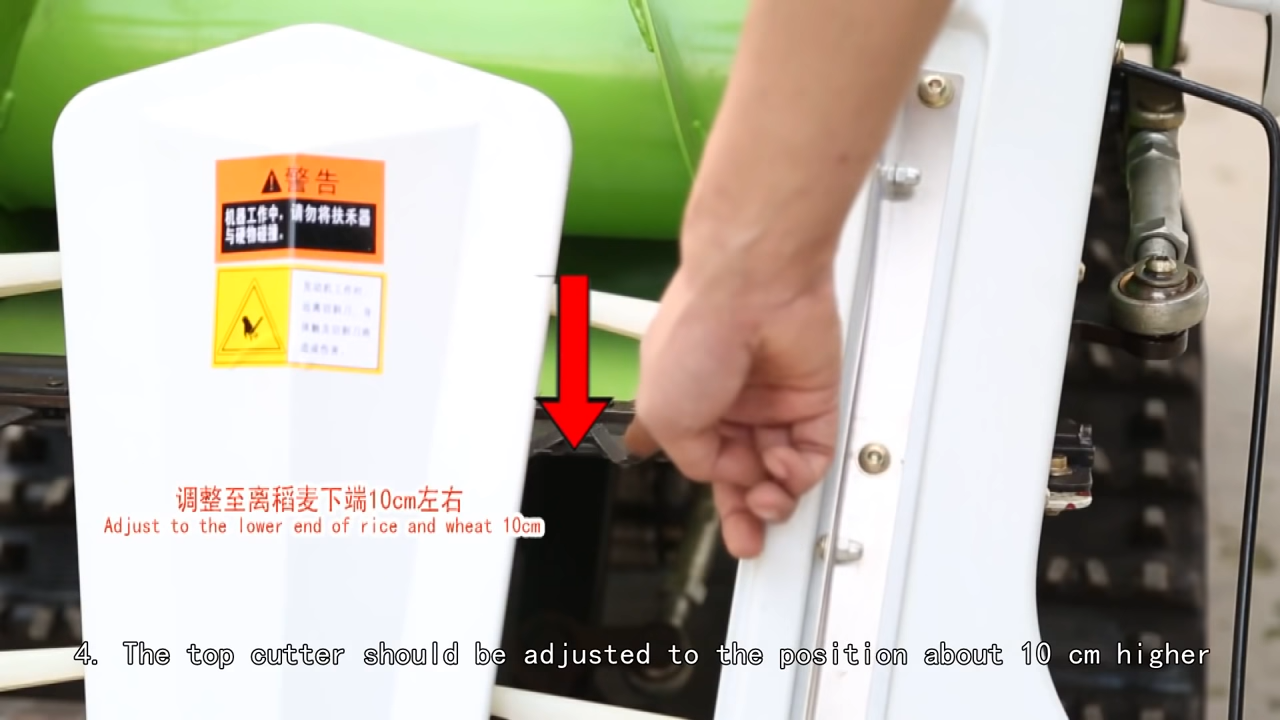 警告
机器工作中，请勿将扶禾器
与硬物碰撞。
调整至离稻麦下端10cm左右
Adjust to the lower end of rice and wheat 10cm
4. The top cutter should be adjusted to the position about 10 cm higher